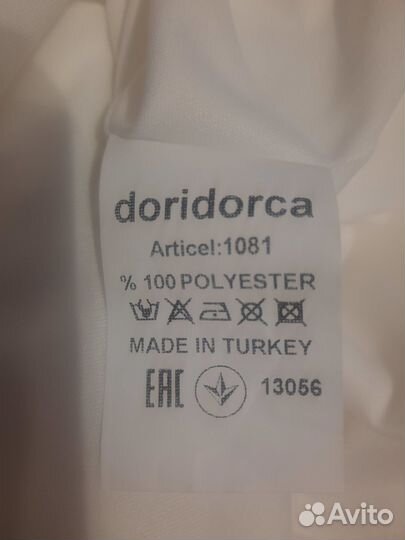 doridorca
Articel:1081
% 100 POLYESTER
MADE IN TURKEY
EAC 13056
Avito